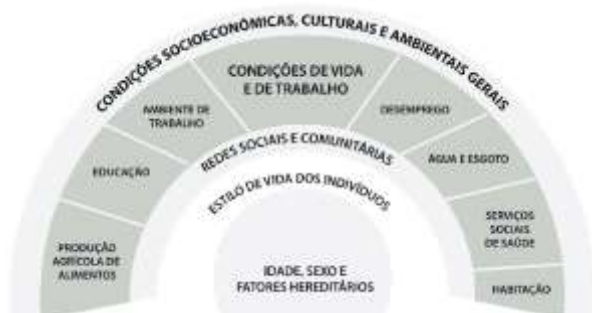 CONDIÇÕES SOCIOECONÔMICAS, CULTURAIS E AMBIENTAIS GERAIS
CONDIÇÕES DE VIDA
E DE TRABALHO
AMBIENTE DE
TRABALHO
DESEMPREGO
REDES SOCIAIS E COMUNITÁRIAS
EDUCAÇÃO
ÁGUA E ESGOTO
ESTILO DE VIDA DOS INDIVÍDUOS
PRODUÇÃO
AGRÍCOLA DE
ALIMENTOS
SERVIÇOS
SOCIAIS
DE SAÚDE
IDADE, SEXO E
FATORES HEREDITÁRIOS
HABITAÇÃO